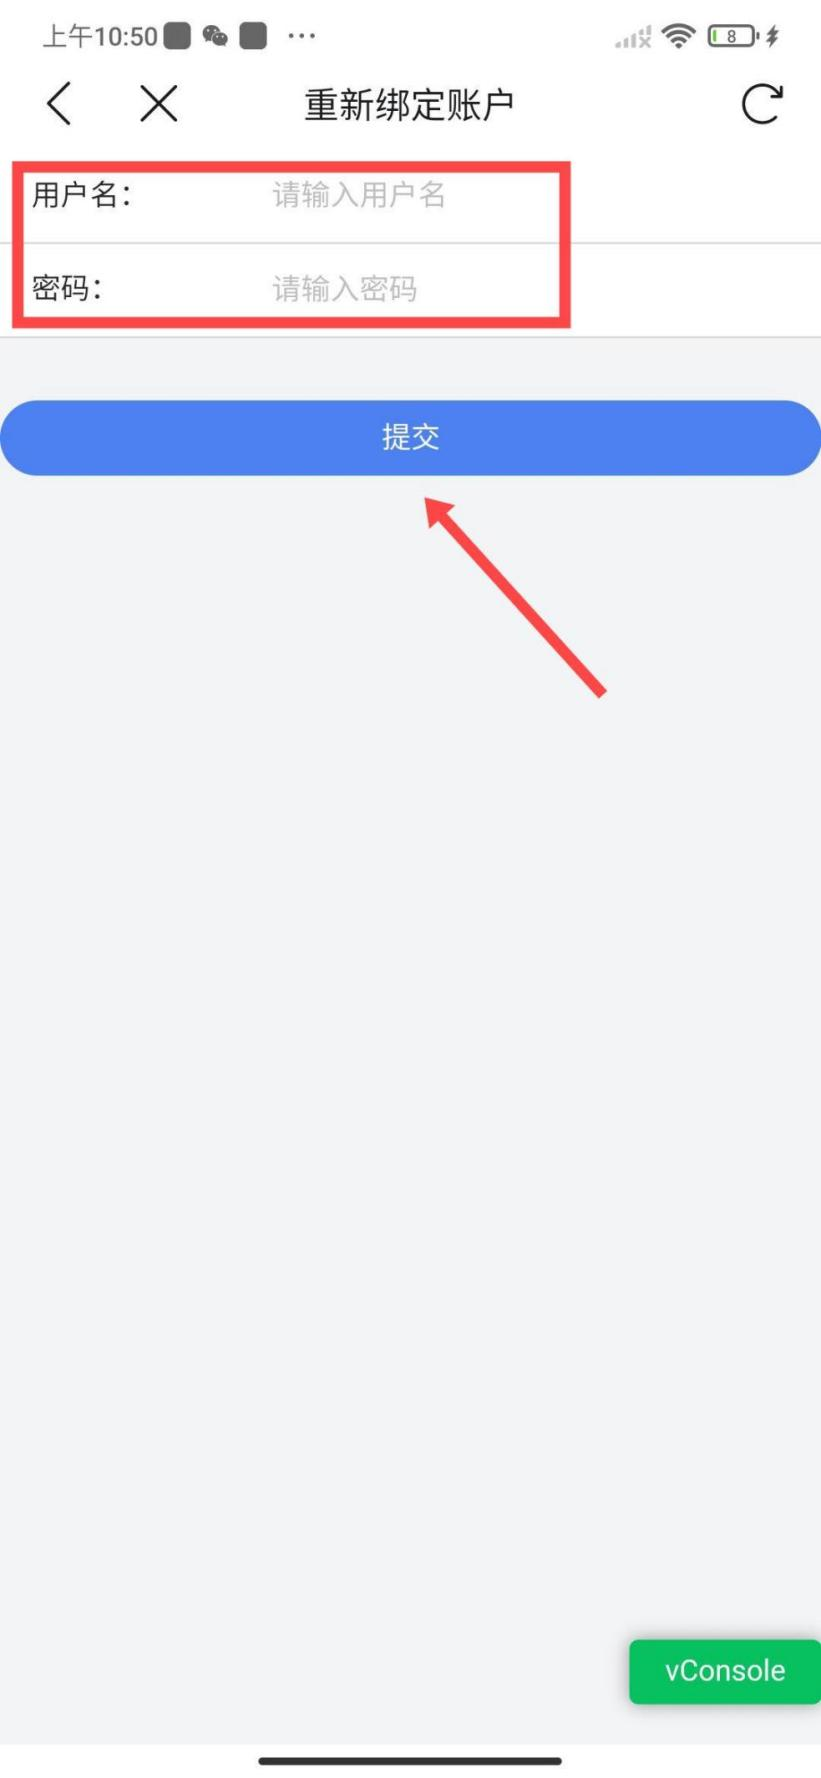 上午10:50 ...
8
重新绑定账户
用户名: 请输入用户名
密码: 请输入密码
提交
vConsole